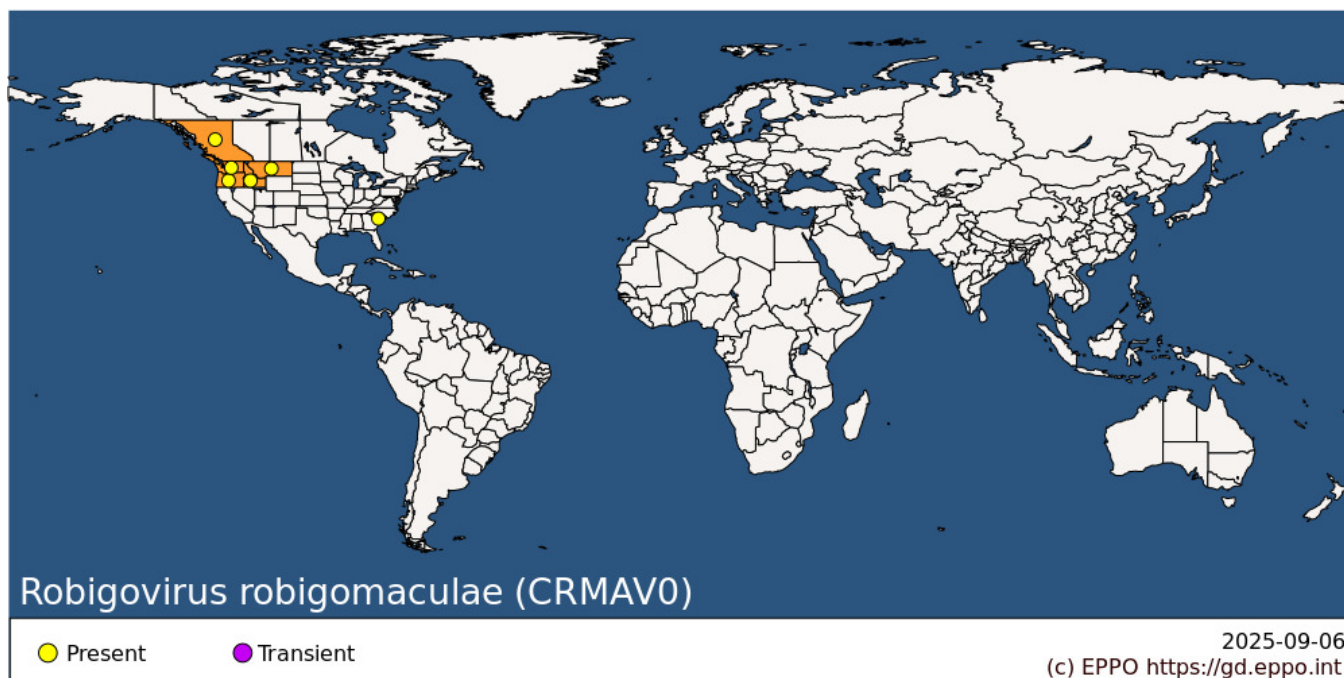 Robigovirus robigomaculae (CRMAV0)
Present
Transient
2025-09-06
(c) EPPO https://gd.eppo.int